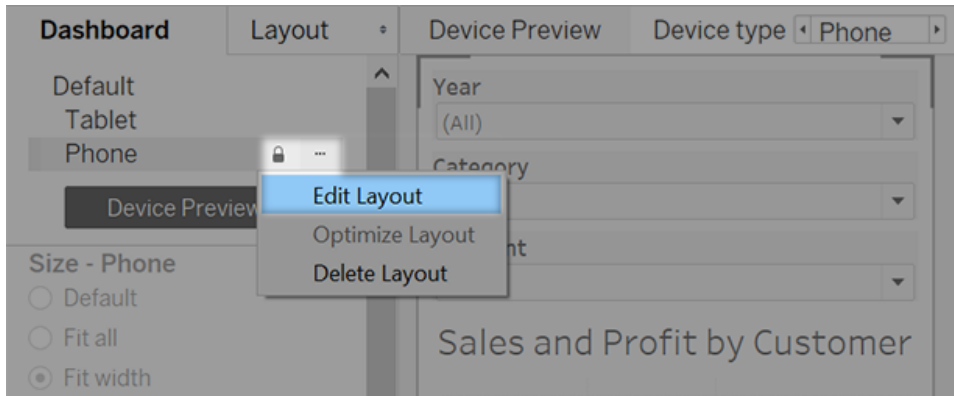 Dashboard Layout Device Preview Device type Phone
Default
Tablet
Phone
Device Preview
Edit Layout
Optimize Layout
Delete Layout
Size - Phone
Default
Fit all
Fit width
Year
(All)
Category
Sales and Profit by Customer